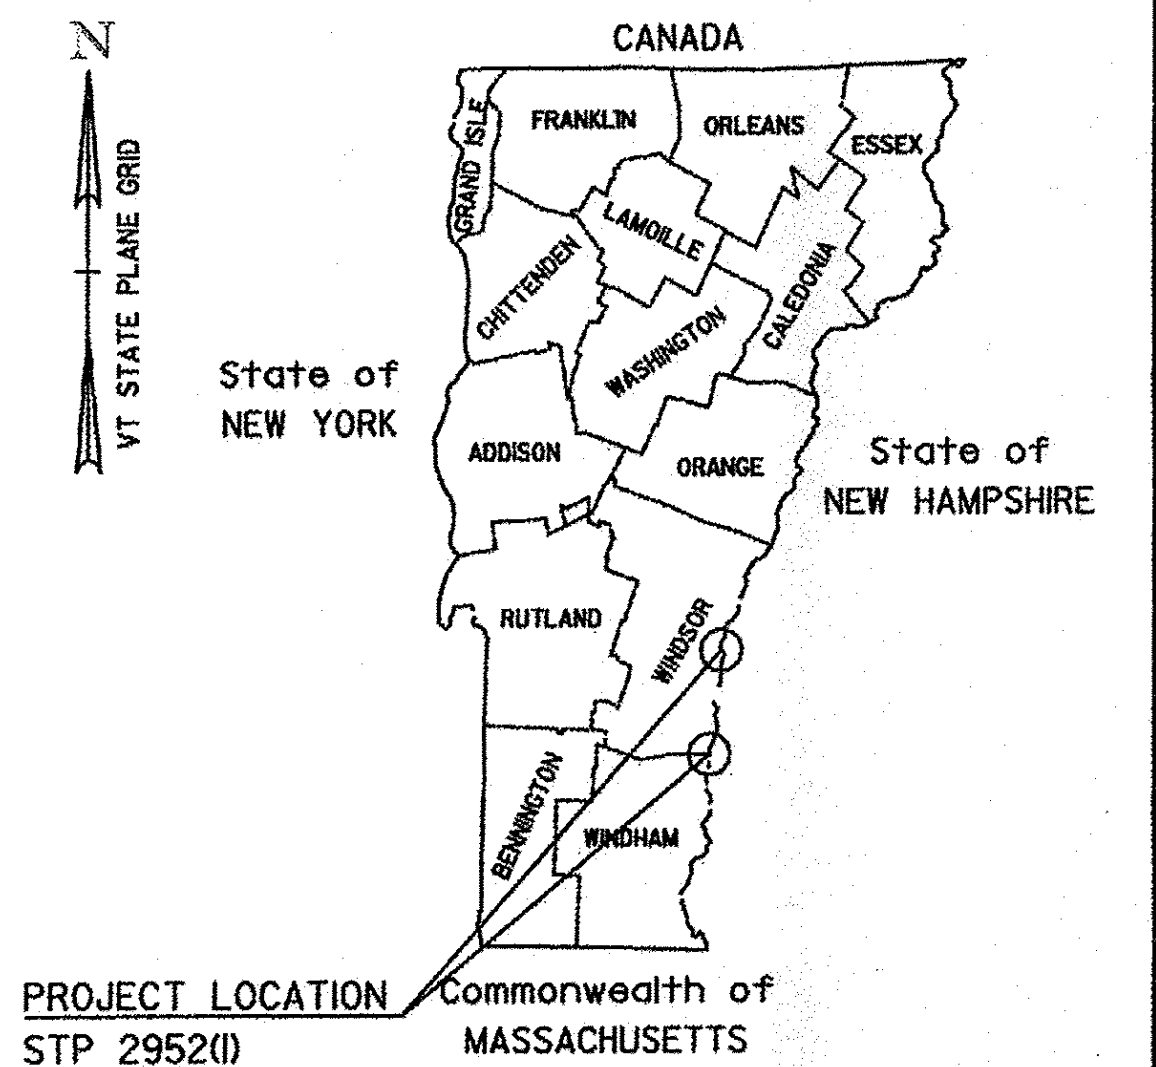 N
VT STATE PLANE GRID
CANADA
GRAND ISLE
FRANKLIN
ORLEANS
ESSEX
LAMOILLE
CHITTENDEN
CALEDONIA
WASHINGTON
State of
NEW YORK
ADDISON
ORANGE
State of
NEW HAMPSHIRE
RUTLAND
WINDSOR
BENNINGTON
WINDHAM
PROJECT LOCATION
STP 2952(1)
Commonwealth of
MASSACHUSETTS